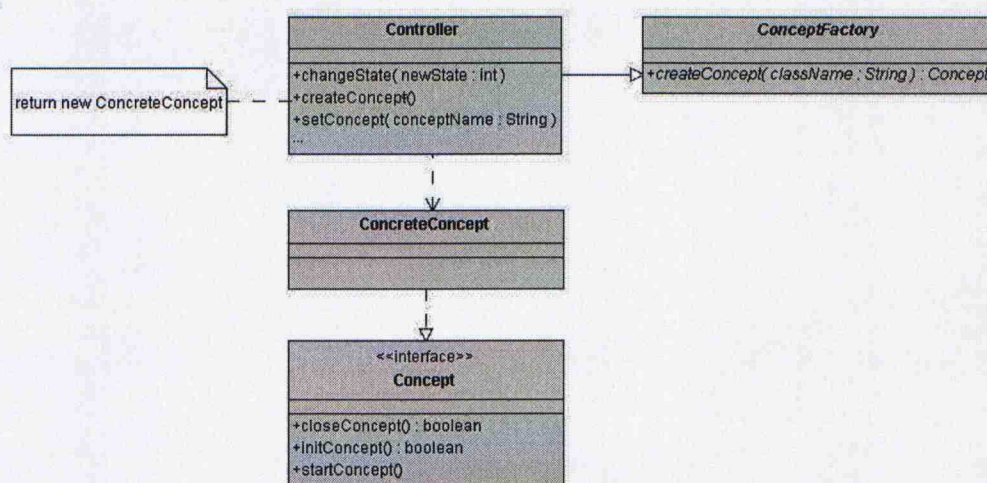 Controller
+changeState( newState : int )
+createConcept()
+setConcept( conceptName : String )
...
ConceptFactory
+createConcept( className : String ) : Concept
return new ConcreteConcept
ConcreteConcept
<<interface>>
Concept
+closeConcept() : boolean
+initConcept() : boolean
+startConcept()